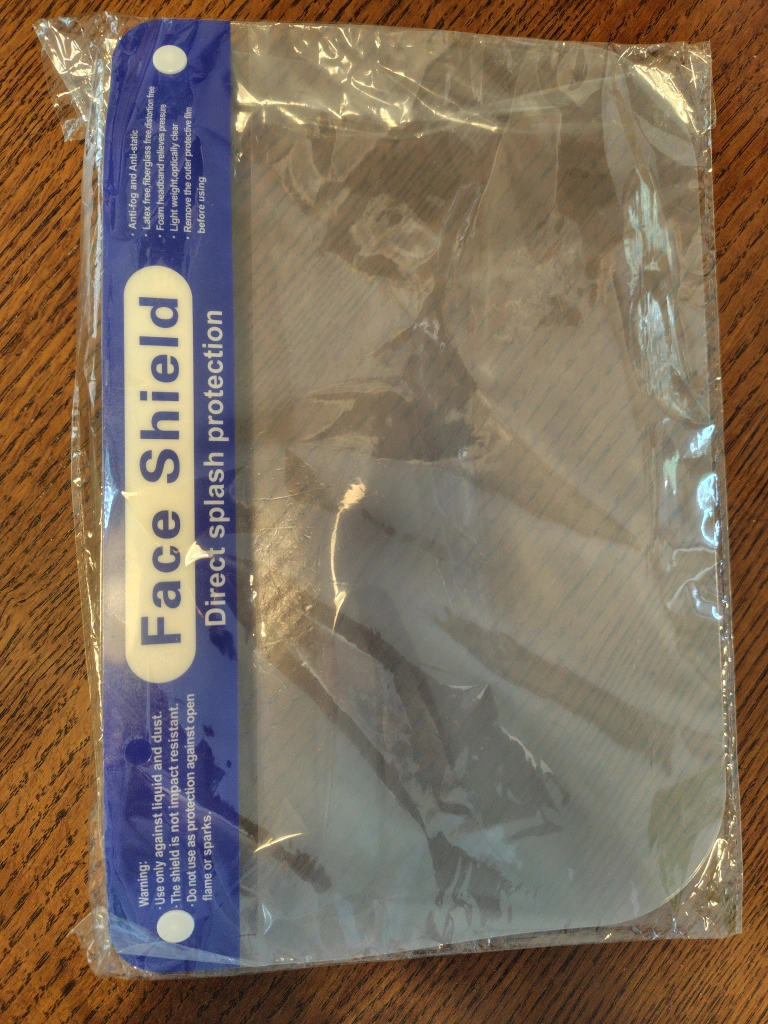 Warning:
· Use only against liquid and dust.
· The shield is not impact resistant.
· Do not use as protection against open
flame or sparks.
Face Shield
Direct splash protection
· Anti-fog and Anti-static
· Latex free,fiberglass free,distortion free
· Foam headband relieves pressure
· Light weight,optically clear
· Remove the outer protective film
before using